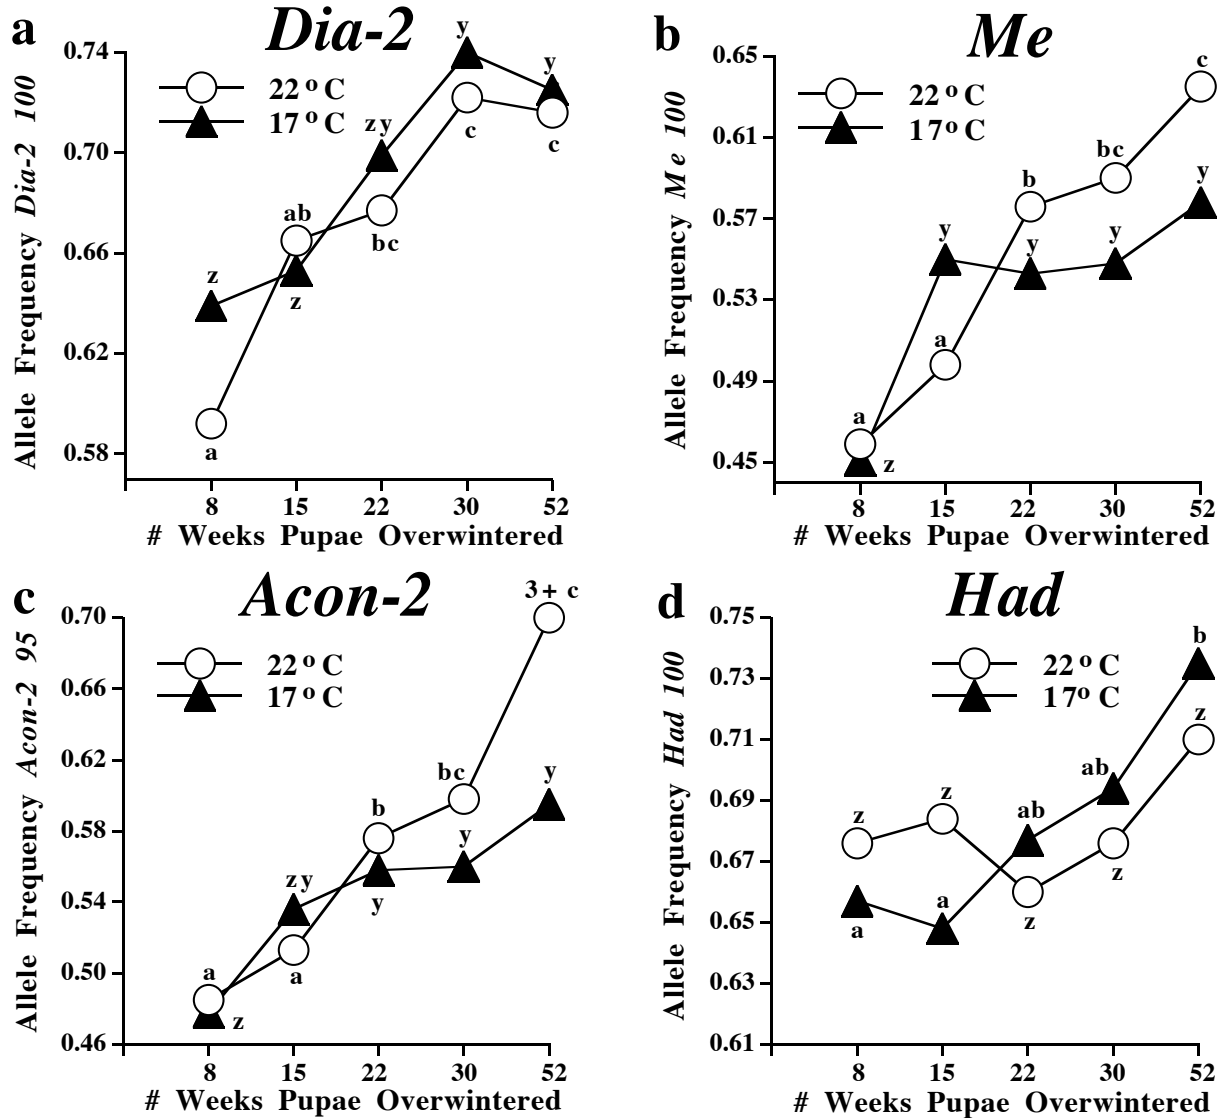 a
Dia-2
Allele Frequency Dia-2 100
0.74
0.70
0.66
0.62
0.58
22 o C
17 o C
y
y
zy
c
c
ab
bc
z
z
a
8 15 22 30 52
# Weeks Pupae Overwintered
b
Me
Allele Frequency Me 100
0.65
0.61
0.57
0.53
0.49
0.45
22 o C
17 o C
c
bc
b
y
y
y
y
a
a
z
8 15 22 30 52
# Weeks Pupae Overwintered
c
Acon-2
Allele Frequency Acon-2 95
0.70
0.66
0.62
0.58
0.54
0.50
0.46
22 o C
17 o C
3+ c
bc
y
b
y
zy
y
a
a
z
8 15 22 30 52
# Weeks Pupae Overwintered
d
Had
Allele Frequency Had 100
0.75
0.73
0.71
0.69
0.67
0.65
0.63
0.61
22 o C
17 o C
b
z
ab
z
z
ab
z
a
a
z
8 15 22 30 52
# Weeks Pupae Overwintered